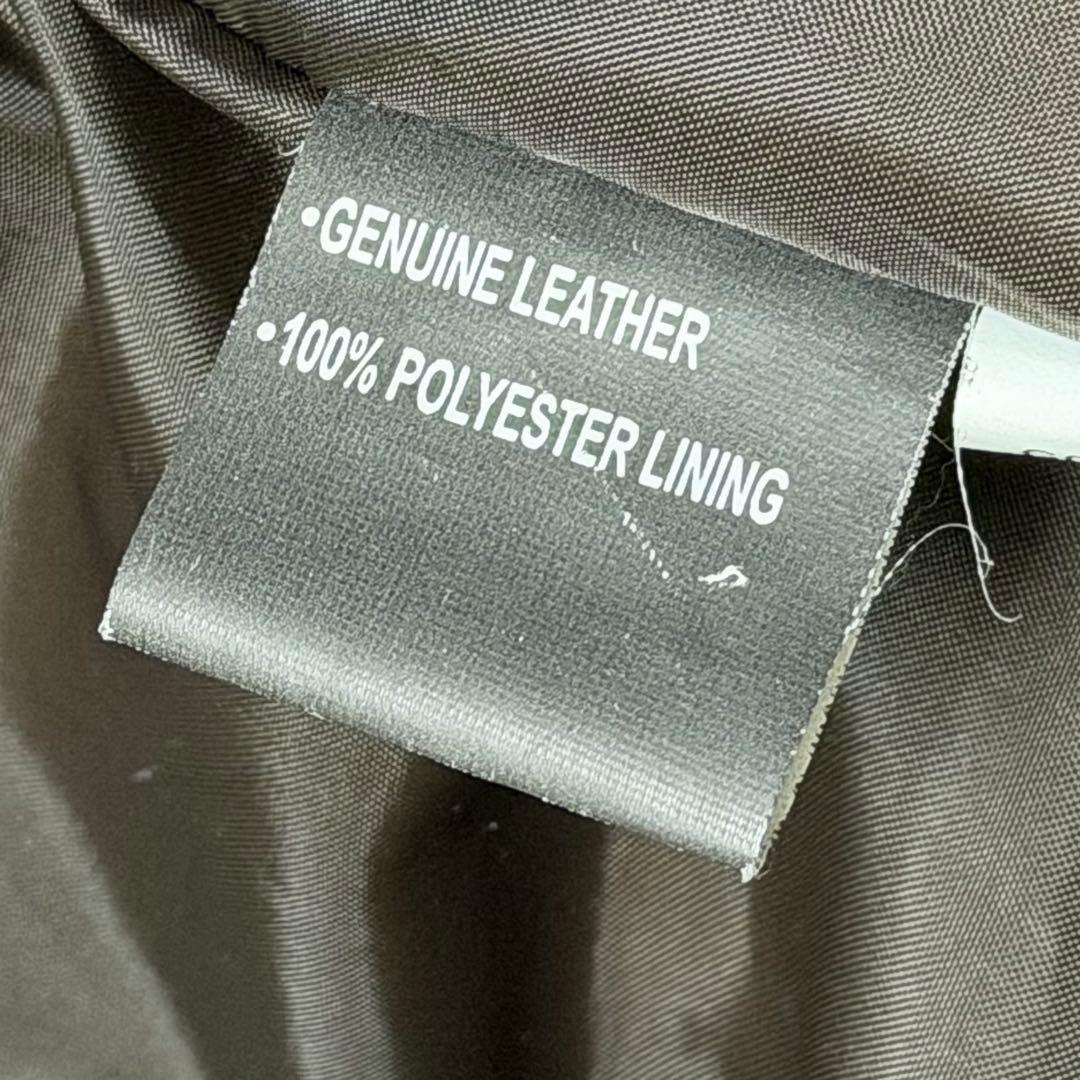 •GENUINE LEATHER
•100% POLYESTER LINING